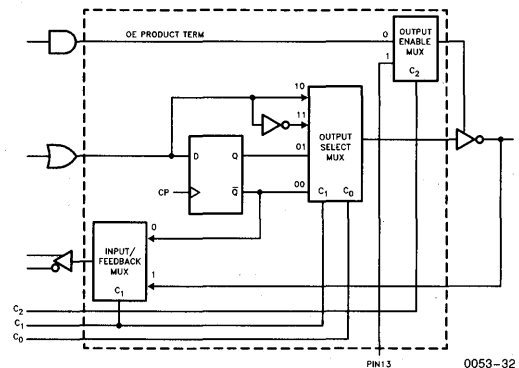 OE PRODUCT TERM
0
1
OUTPUT
ENABLE
MUX
C2
10
11
01
00
OUTPUT
SELECT
MUX
C1 C0
D Q
CP
Q̅
0
1
INPUT/
FEEDBACK
MUX
C1
C2
C1
C0
PIN13
0053-32